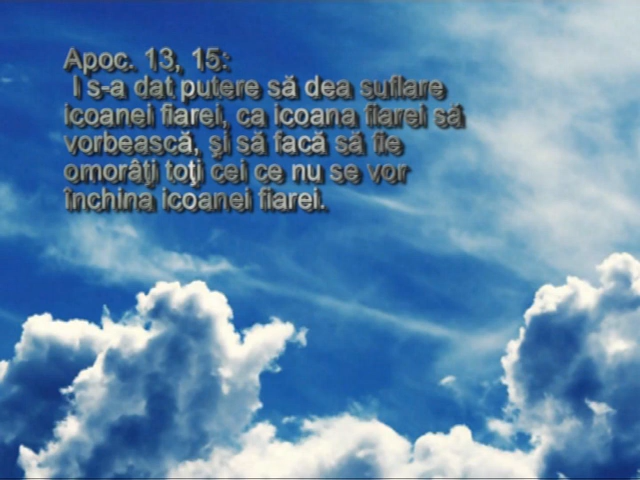 Apoc. 13, 15:
I s-a dat putere să dea suflare
icoanei fiarei, ca icoana fiarei să
vorbească, şi să facă să fie
omorâţi toţi cei ce nu se vor
închina icoanei fiarei.